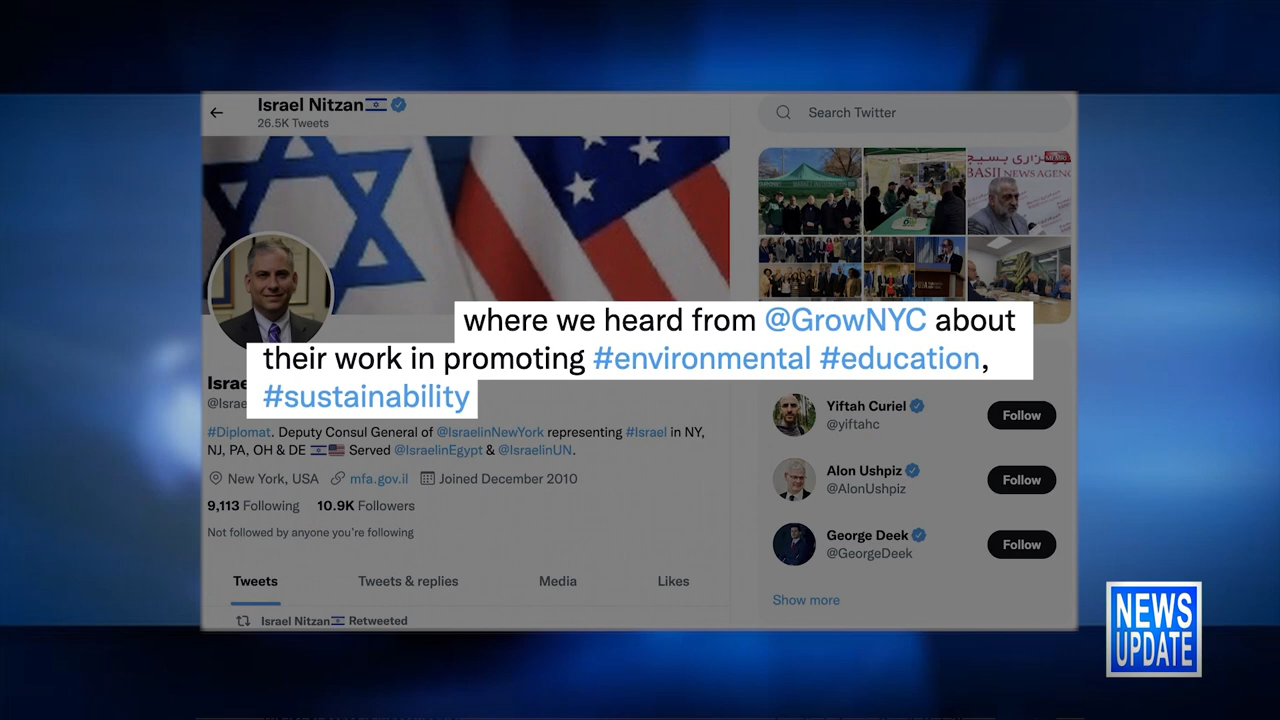 Israel Nitzan
26.5K Tweets
Search Twitter
BASIJ NEWS AGENC
MEMRI
where we heard from @GrowNYC about
their work in promoting #environmental #education,
#sustainability
Israe
@Israe
#Diplomat. Deputy Consul General of @IsraelinNewYork representing #Israel in NY,
NJ, PA, OH & DE Served @IsraelinEgypt & @IsraelinUN.
New York, USA mfa.gov.il Joined December 2010
9,113 Following 10.9K Followers
Not followed by anyone you're following
Tweets Tweets & replies Media Likes
Israel Nitzan Retweeted
Yiftah Curiel
@yiftahc
Follow
Alon Ushpiz
@AlonUshpiz
Follow
George Deek
@GeorgeDeek
Follow
Show more
NEWS
UPDATE